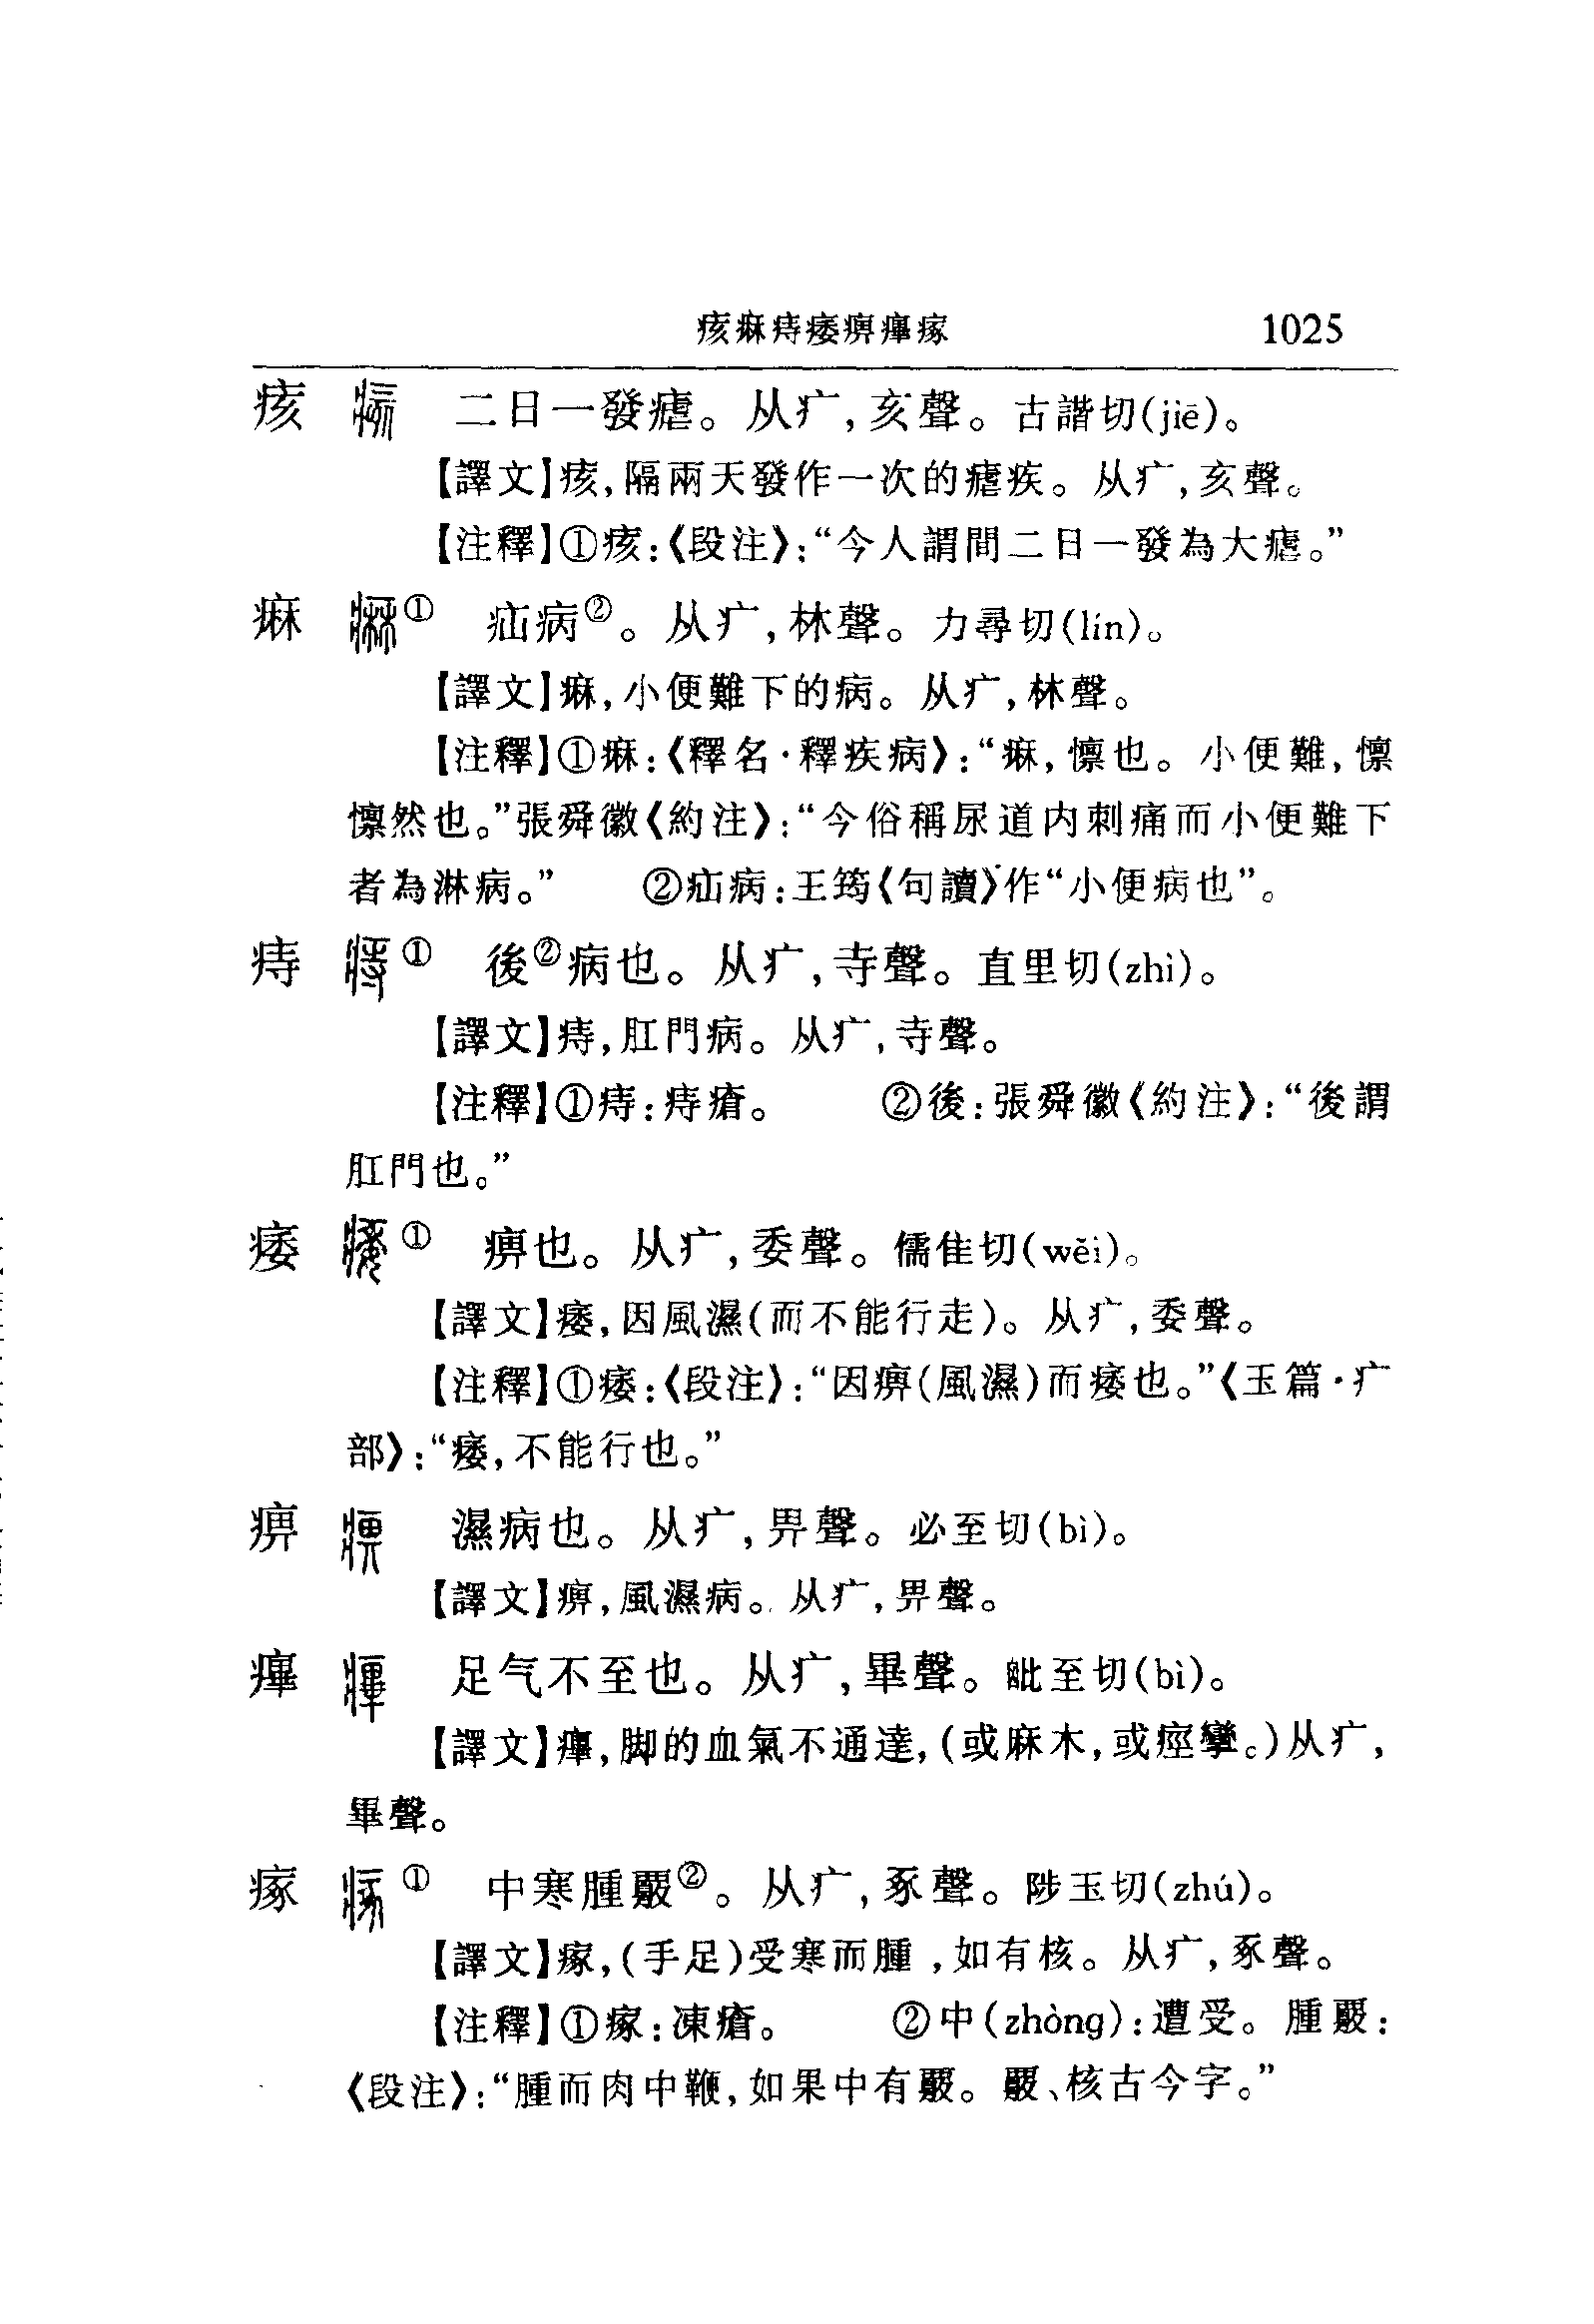 痎痳痔痿痹㿙瘃 1025
痎 二日一發瘧。从疒,亥聲。古諧切(jiē)。
【譯文】痎,隔兩天發作一次的瘧疾。从疒,亥聲。
【注釋】①痎:《段注》:“今人謂間二日一發為大瘧。”
痳 ① 疝病②。从疒,林聲。力尋切(lín)。
【譯文】痳,小便難下的病。从疒,林聲。
【注釋】①痳:《釋名·釋疾病》:“痳,懍也。小便難,懍
懍然也。”張舜徽《約注》:“今俗稱尿道内刺痛而小便難下
者為淋病。” ②疝病:王筠《句讀》作“小便病也”。
痔 ① 後②病也。从疒,寺聲。直里切(zhì)。
【譯文】痔,肛門病。从疒,寺聲。
【注釋】①痔:痔瘡。 ②後:張舜徽《約注》:“後謂
肛門也。”
痿 ① 痹也。从疒,委聲。儒隹切(wěi)。
【譯文】痿,因風濕(而不能行走)。从疒,委聲。
【注釋】①痿:《段注》:“因痹(風濕)而痿也。”《玉篇·疒
部》:“痿,不能行也。”
痹 濕病也。从疒,畀聲。必至切(bì)。
【譯文】痹,風濕病。从疒,畀聲。
㿙 足气不至也。从疒,畢聲。毗至切(bì)。
【譯文】㿙,脚的血氣不通達,(或麻木,或痙攣。)从疒,
畢聲。
瘃 ① 中寒腫覈②。从疒,豖聲。陟玉切(zhú)。
【譯文】瘃,(手足)受寒而腫,如有核。从疒,豖聲。
【注釋】①瘃:凍瘡。 ②中(zhòng):遭受。腫覈:
《段注》:“腫而肉中鞕,如果中有覈。覈、核古今字。”